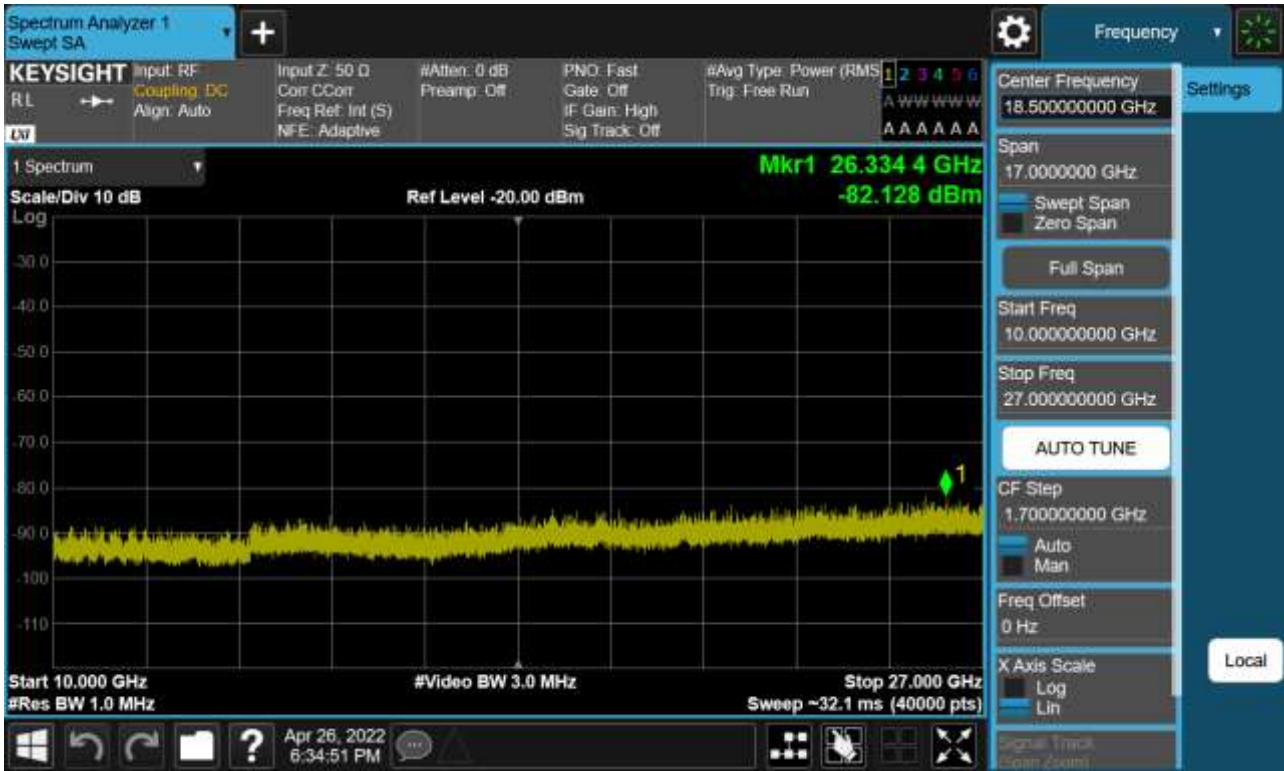 Spectrum Analyzer 1
Swept SA
+
Frequency
KEYSIGHT
RL
LXI
Input: RF
Coupling: DC
Align: Auto
Input Z: 50 Ω
Corr CCorr
Freq Ref: Int (S)
NFE: Adaptive
#Atten: 0 dB
Preamp: Off
PNO: Fast
Gate: Off
IF Gain: High
Sig Track: Off
#Avg Type: Power (RMS
Trig: Free Run
1 2 3 4 5 6
A W W W W W
A A A A A A
1 Spectrum
Scale/Div 10 dB
Ref Level -20.00 dBm
Mkr1 26.334 4 GHz
-82.128 dBm
Log
-30.0
-40.0
-50.0
-60.0
-70.0
-80.0
-90.0
-100
-110
1
Start 10.000 GHz
#Res BW 1.0 MHz
#Video BW 3.0 MHz
Stop 27.000 GHz
Sweep ~32.1 ms (40000 pts)
Center Frequency
18.500000000 GHz
Settings
Span
17.0000000 GHz
Swept Span
Zero Span
Full Span
Start Freq
10.000000000 GHz
Stop Freq
27.000000000 GHz
AUTO TUNE
CF Step
1.700000000 GHz
Auto
Man
Freq Offset
0 Hz
X Axis Scale
Log
Lin
Signal Track
(Span Zoom)
Local
?
Apr 26, 2022
6:34:51 PM